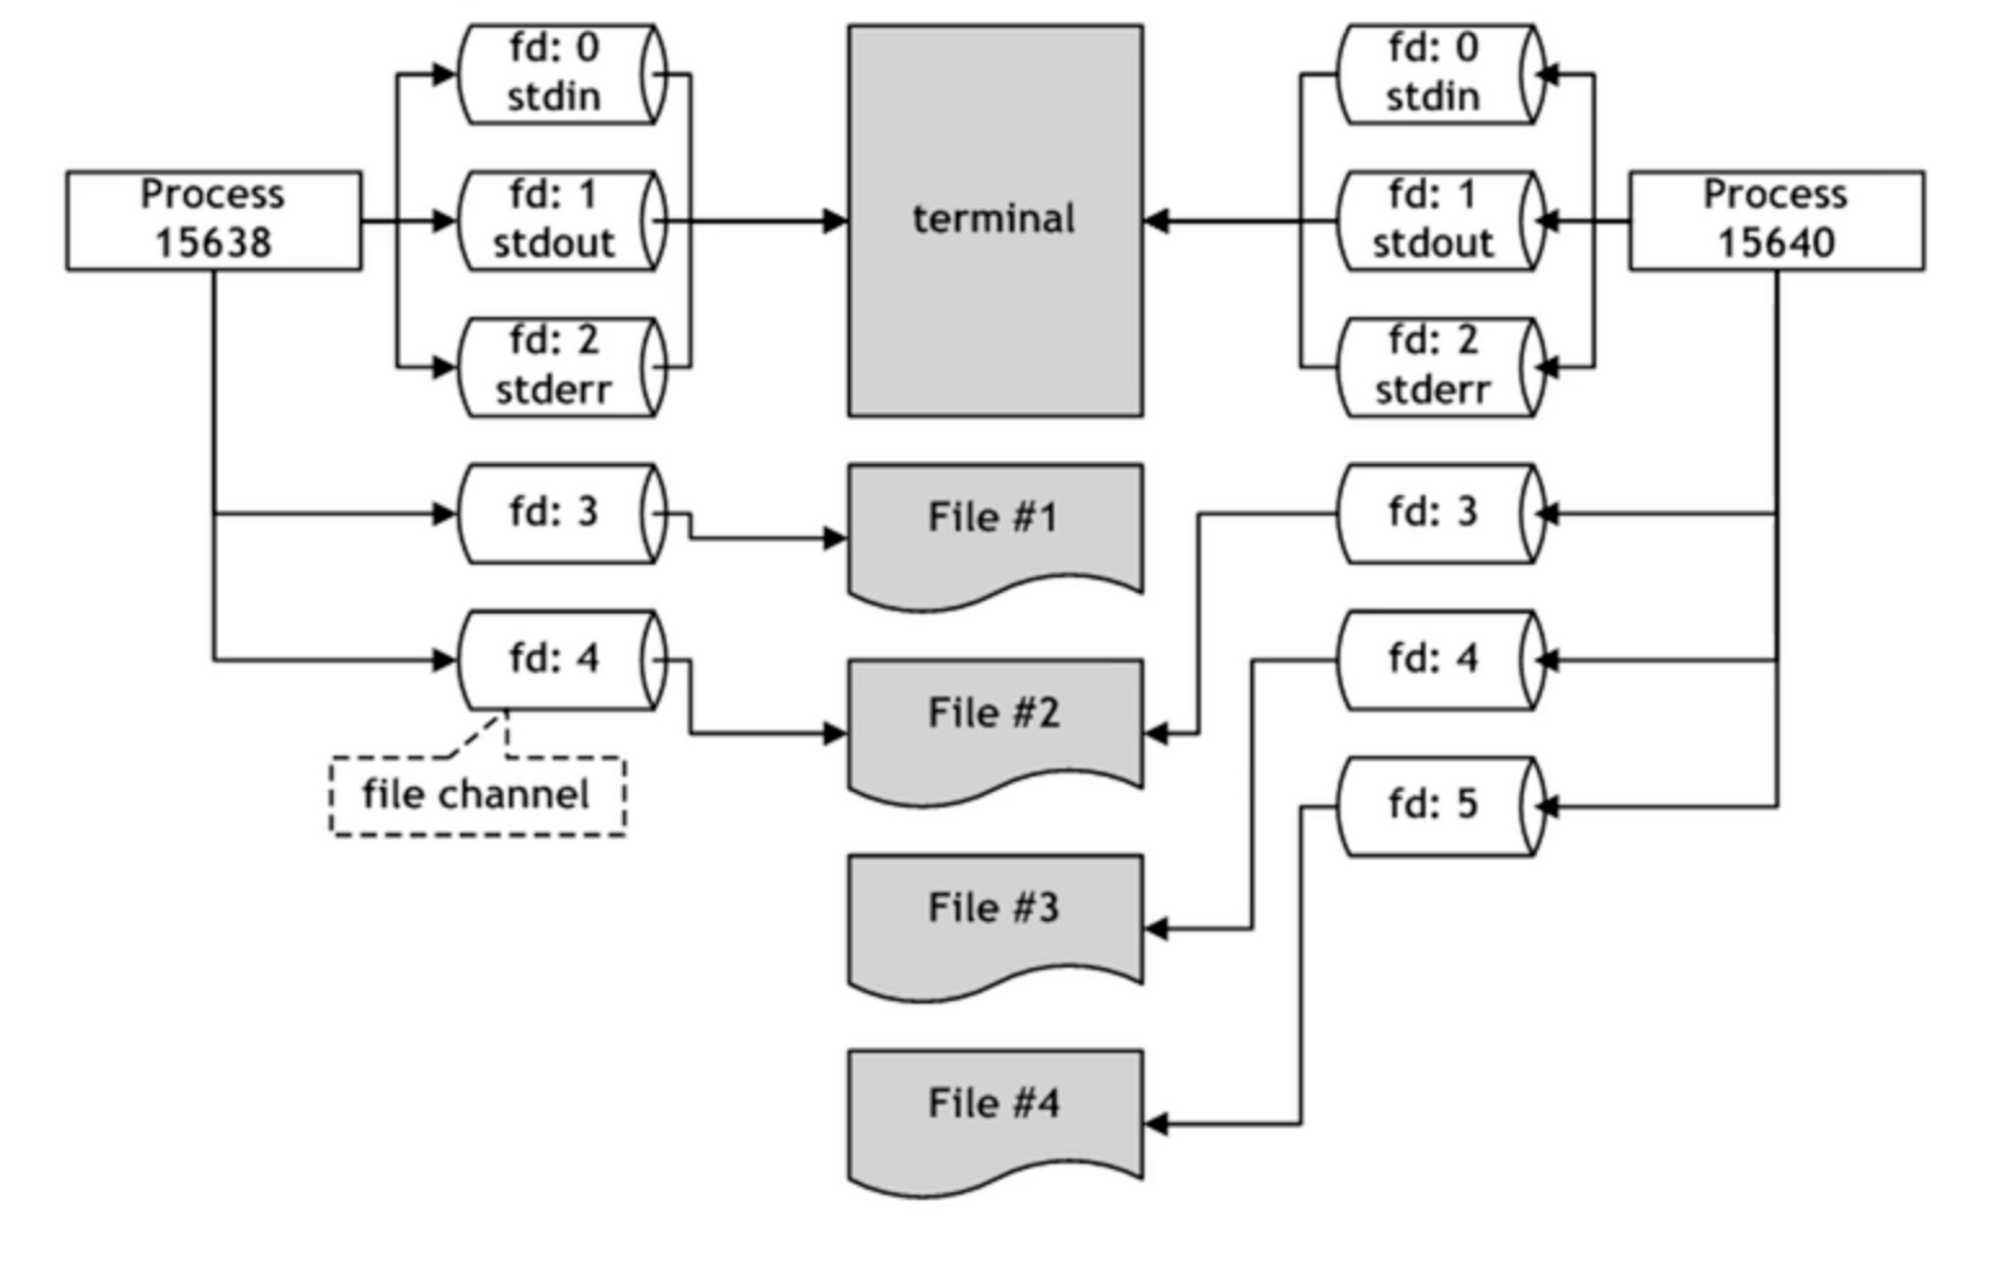 fd: 0
stdin
fd: 0
stdin
Process
15638
fd: 1
stdout
terminal
fd: 1
stdout
Process
15640
fd: 2
stderr
fd: 2
stderr
fd: 3
File #1
fd: 3
fd: 4
File #2
fd: 4
file channel
fd: 5
File #3
File #4